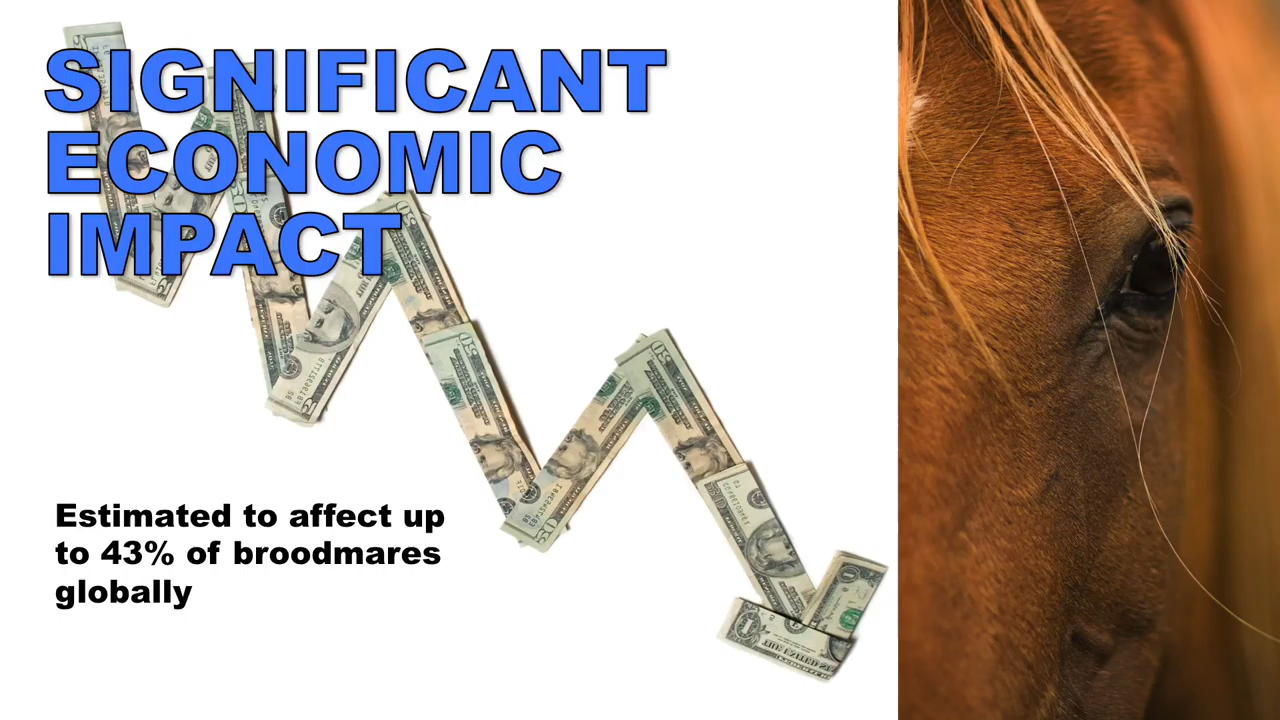 SIGNIFICANT
ECONOMIC
IMPACT
Estimated to affect up
to 43% of broodmares
globally